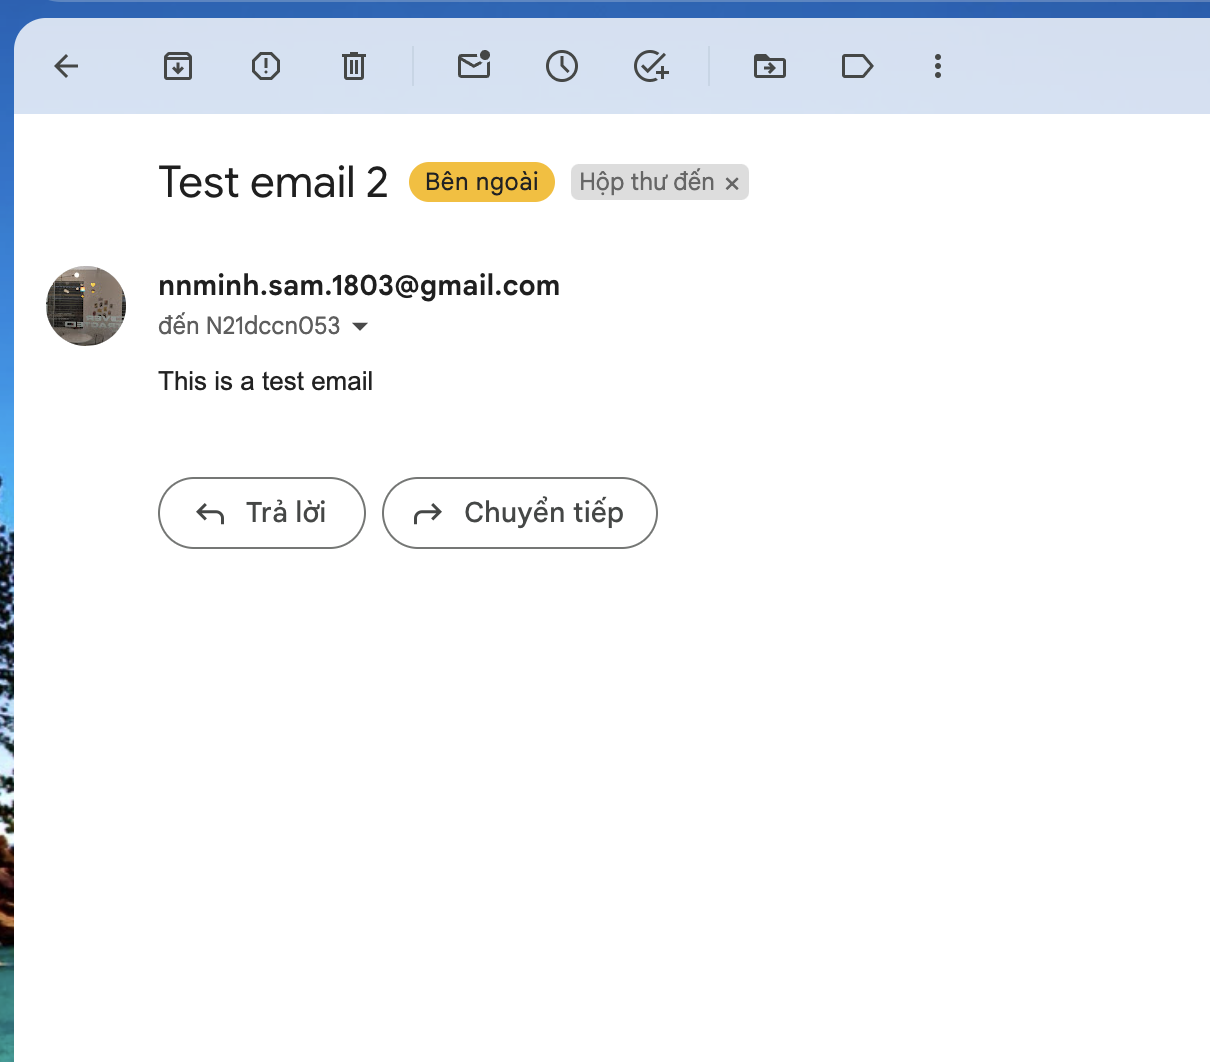 Test email 2 Bên ngoài Hộp thư đến ×
nnminh.sam.1803@gmail.com
đến N21dccn053
This is a test email
Trả lời Chuyển tiếp